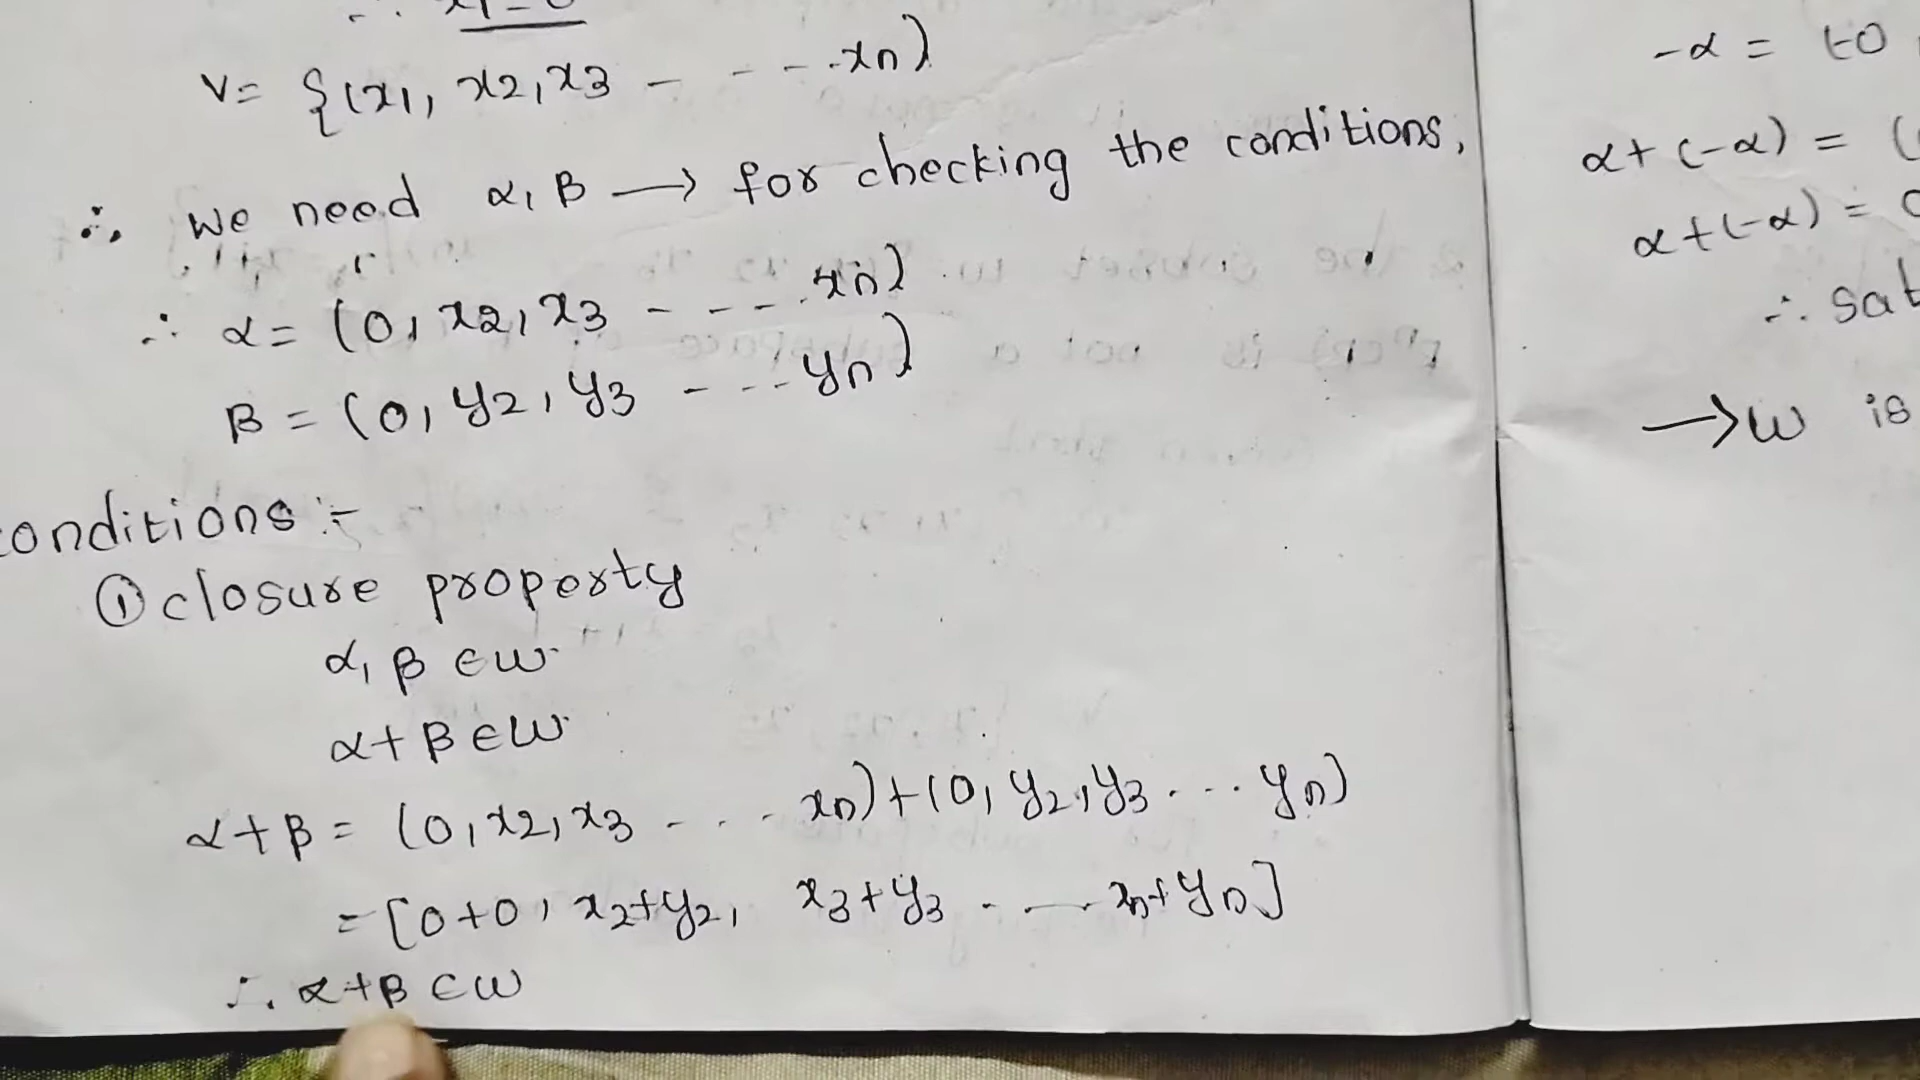 ∴ x1 = 0
V= {(x1, x2, x3 - - - - xn)
∴ we need α, β → for checking the conditions,
∴ α= (0, x2, x3 - - - - xn)
β = (0, y2, y3 - - - - yn)
conditions :-
① closure property
α, β ∈ W
α+ β ∈ W
α+β = (0, x2, x3 - - - xn)+(0, y2, y3 - - - yn)
= [0+0, x2+y2, x3+y3 - - - xn+yn]
∴ α+β ∈ W
-α =
α+(-α) =
α+(-α) =
∴
→ W is